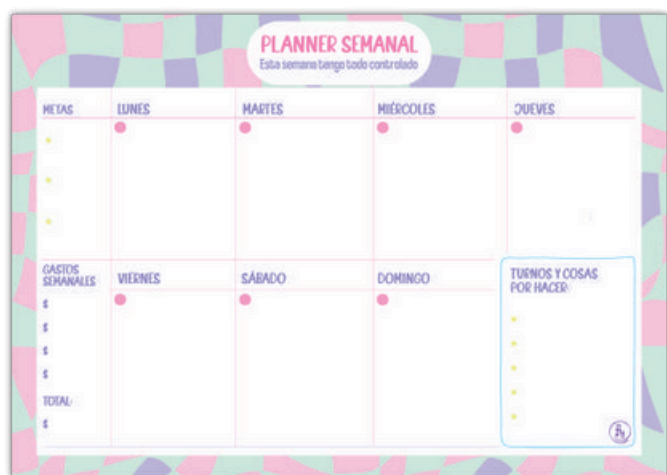 PLANNER SEMANAL
Esta semana tengo todo controlado
METAS
LUNES
MARTES
MIÉRCOLES
JUEVES
GASTOS
SEMANALES
$
$
$
$
TOTAL:
$
VIERNES
SÁBADO
DOMINGO
TURNOS Y COSAS
POR HACER: